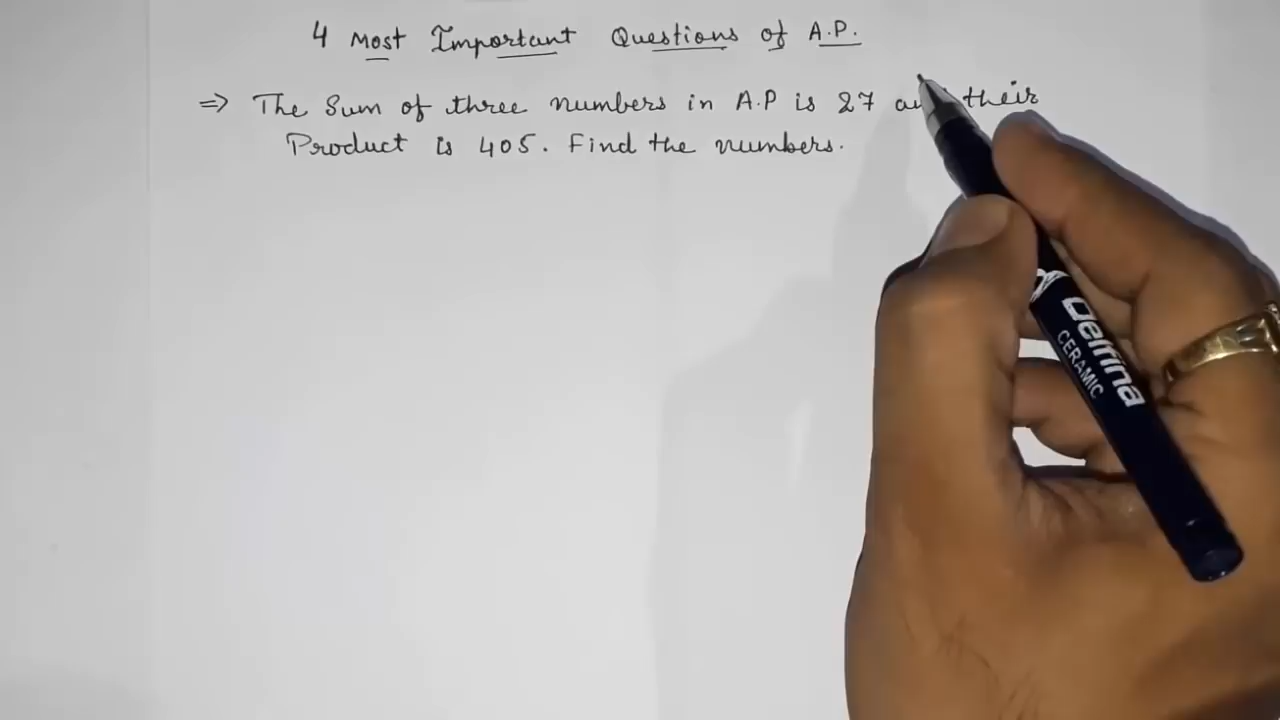 4 Most Important Questions of A.P.
⇒ The Sum of three numbers in A.P is 27 their
Product is 405. Find the numbers.
Delfina
CERAMIC